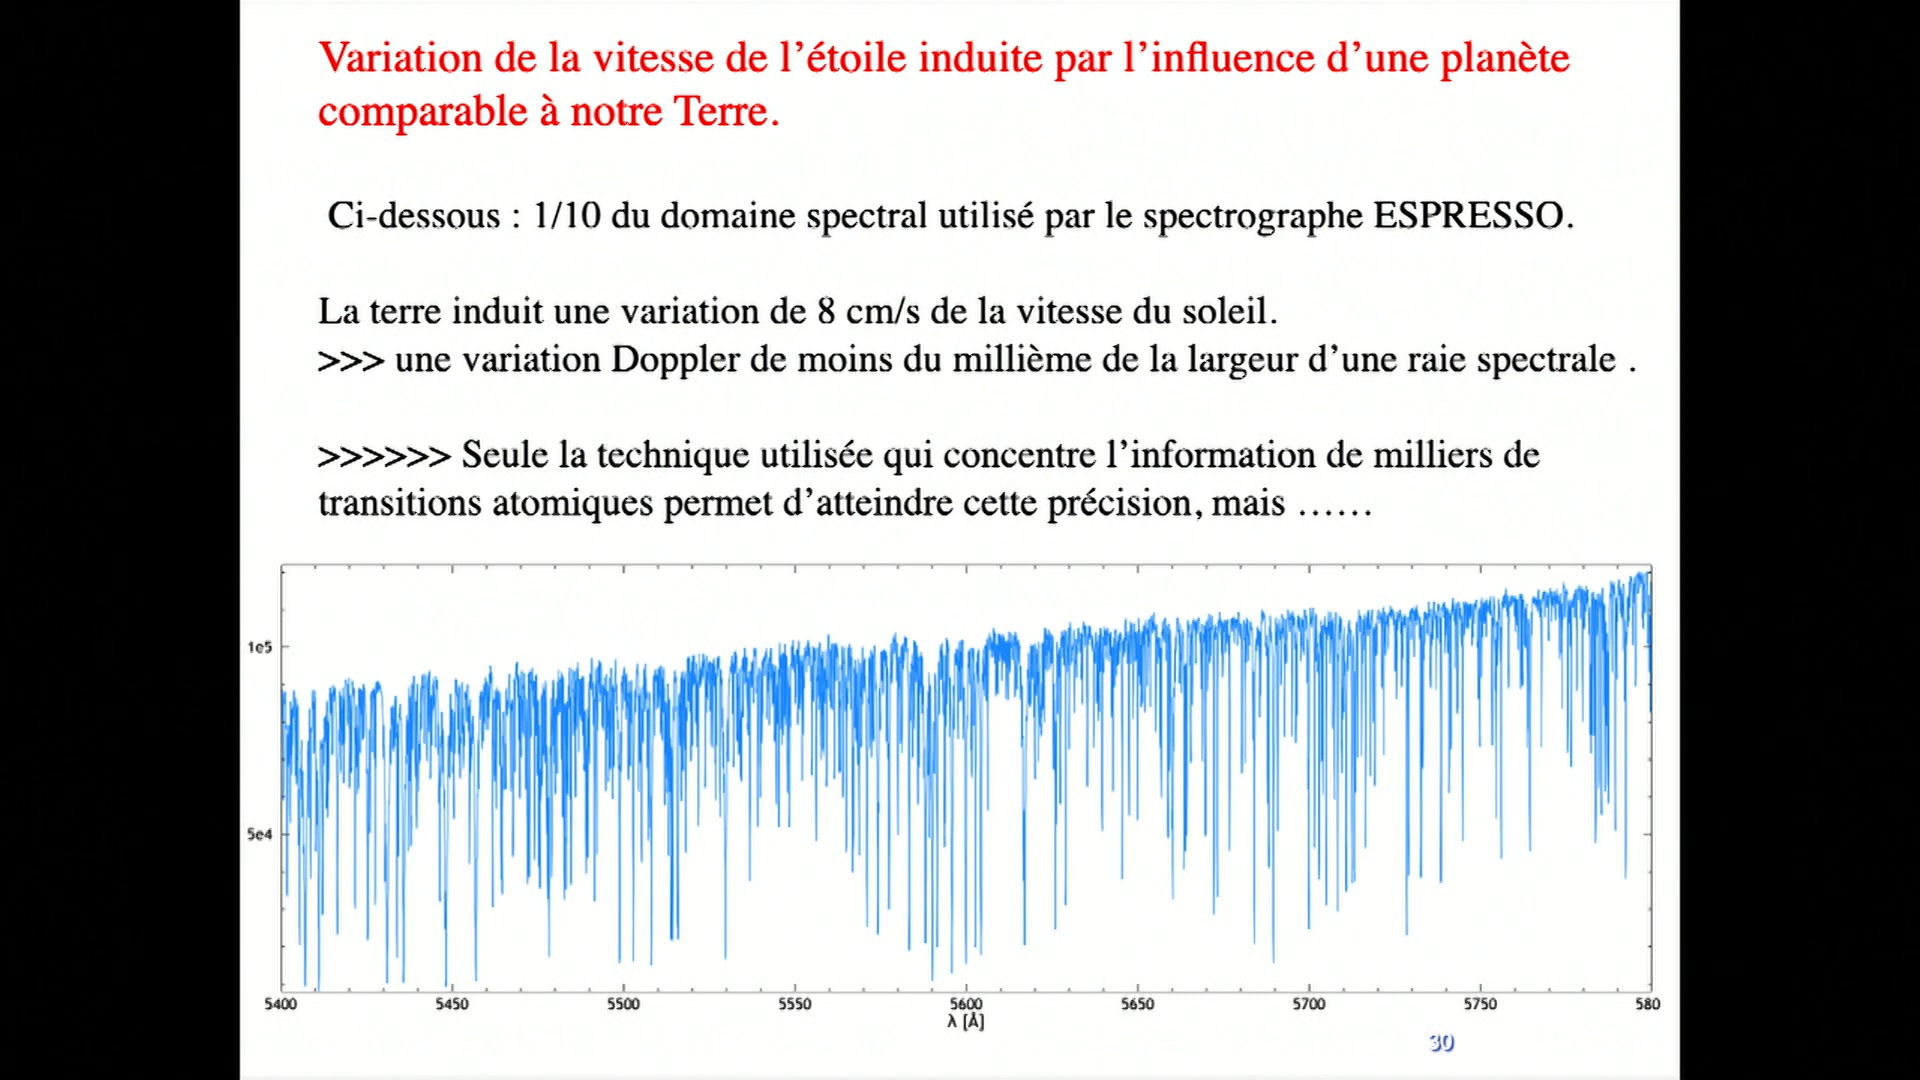 Variation de la vitesse de l’étoile induite par l’influence d’une planète
comparable à notre Terre.
Ci-dessous : 1/10 du domaine spectral utilisé par le spectrographe ESPRESSO.
La terre induit une variation de 8 cm/s de la vitesse du soleil.
>>> une variation Doppler de moins du millième de la largeur d’une raie spectrale .
>>>>>> Seule la technique utilisée qui concentre l’information de milliers de
transitions atomiques permet d’atteindre cette précision, mais ……
1e5
5e4
5400 5450 5500 5550 5600 5650 5700 5750 580
λ [Å]
30